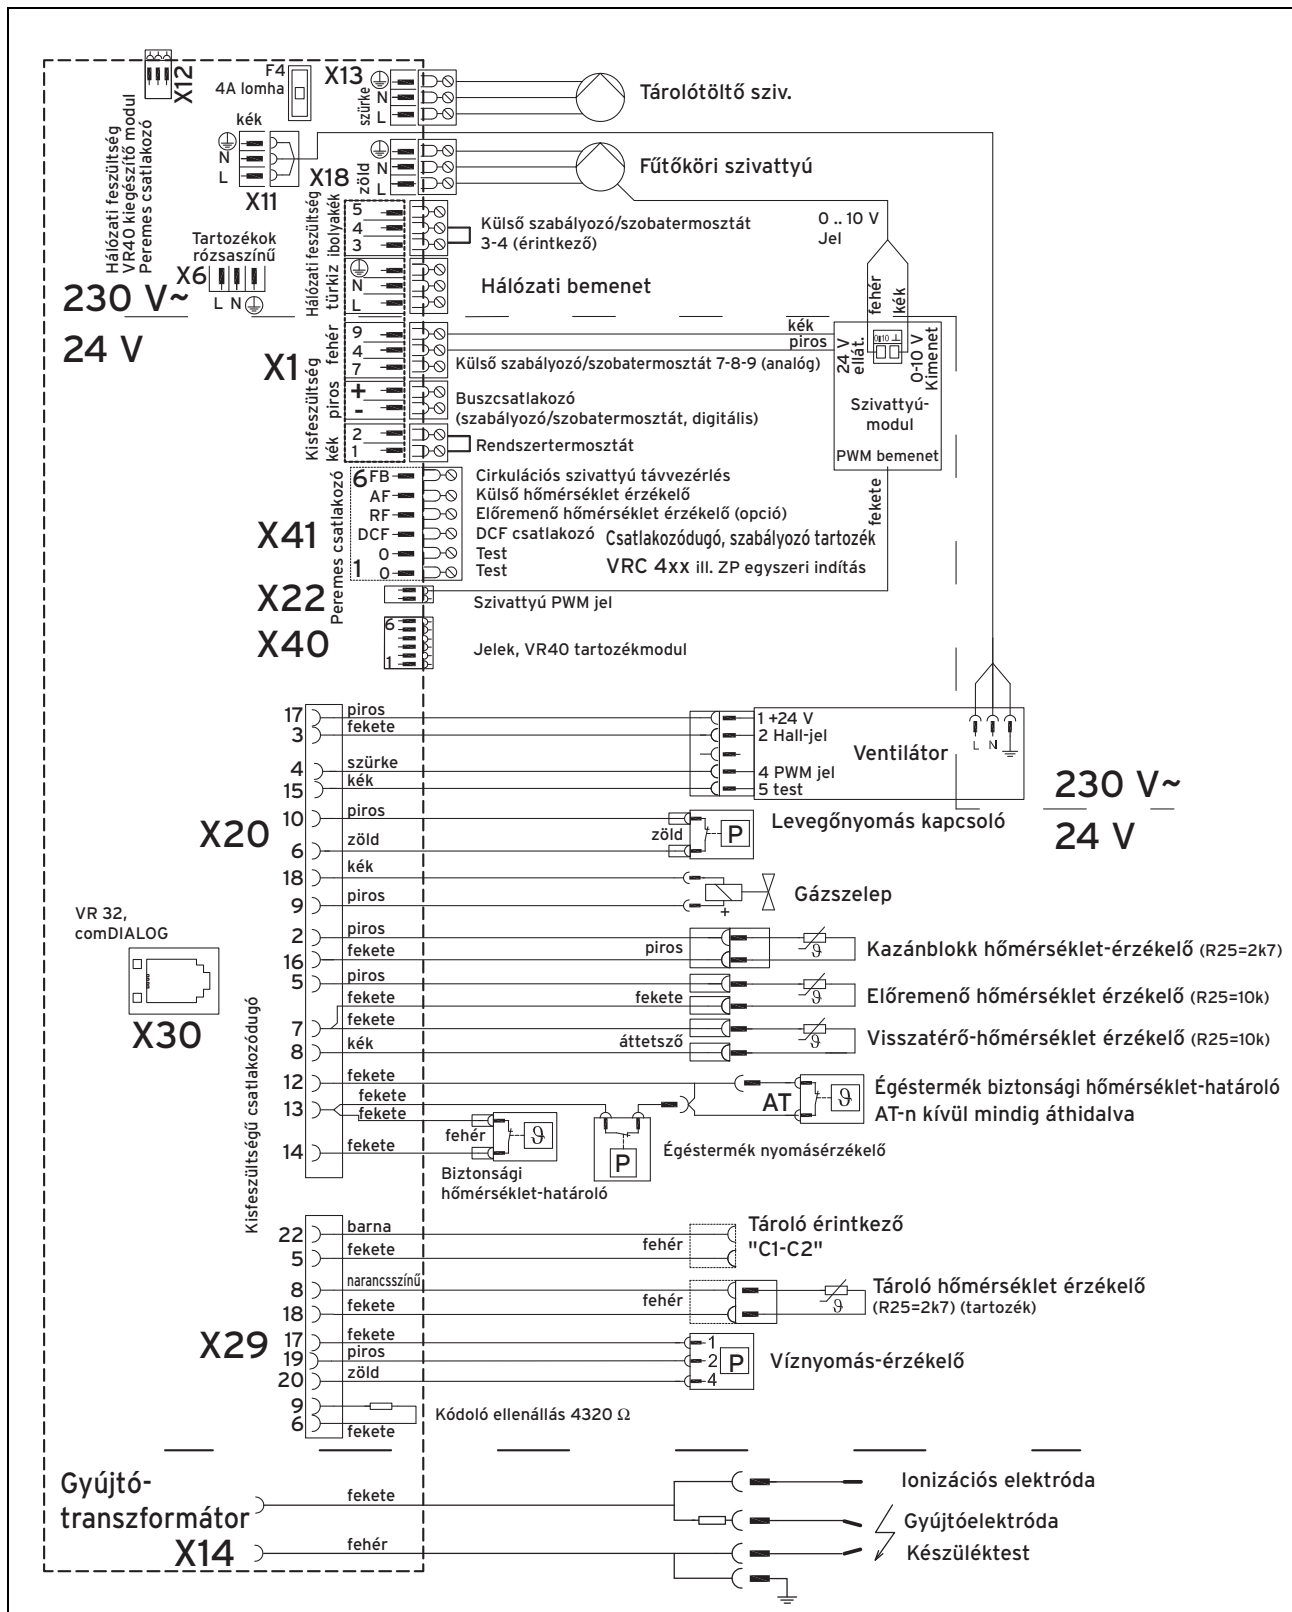 X12
Hálózati feszültség
VR40 kiegészítő modul
Peremes csatlakozó
F4
4A lomha
X13
szürke
N
L
Tárolótöltő sziv.
kék
N
L
X11
X18
zöld
N
L
Fűtőköri szivattyú
Tartozékok
rózsaszínű
X6
L N
230 V~
24 V
Hálózati feszültség
ibolyakék
5
4
3
Külső szabályozó/szobatermosztát
3-4 (érintkező)
türkiz
N
L
Hálózati bemenet
0 .. 10 V
Jel
fehér
kék
X1
Kisfeszültség
fehér
9
4
7
kék
piros
Külső szabályozó/szobatermosztát 7-8-9 (analóg)
piros
+
-
Buszcsatlakozó
(szabályozó/szobatermosztát, digitális)
kék
2
1
Rendszertermosztát
24 V
ellát.
0-10 V
Kimenet
Szivattyú-
modul
PWM bemenet
fekete
X41
Peremes csatlakozó
6 FB
AF
RF
DCF
0
1 0
Cirkulációs szivattyú távvezérlés
Külső hőmérséklet érzékelő
Előremenő hőmérséklet érzékelő (opció)
DCF csatlakozó
Test
Test
Csatlakozódugó, szabályozó tartozék
VRC 4xx ill. ZP egyszeri indítás
X22
Szivattyú PWM jel
X40
6
1
Jelek, VR40 tartozékmodul
X20
17 piros
3 fekete
4 szürke
15 kék
1 +24 V
2 Hall-jel
4 PWM jel
5 test
Ventilátor
L N
230 V~
24 V
10 piros
6 zöld
zöld
P
Levegőnyomás kapcsoló
18 kék
9 piros
+
Gázszelep
VR 32,
comDIALOG
X30
Kisfeszültségű csatlakozódugó
2 piros
16 fekete
piros
ϑ
Kazánblokk hőmérséklet-érzékelő (R25=2k7)
5 piros
fekete
fekete
ϑ
Előremenő hőmérséklet érzékelő (R25=10k)
7 fekete
8 kék
áttetsző
ϑ
Visszatérő-hőmérséklet érzékelő (R25=10k)
12 fekete
13 fekete
fekete
14 fekete
fehér
ϑ
Biztonsági
hőmérséklet-határoló
P
Égéstermék nyomásérzékelő
AT
ϑ
Égéstermék biztonsági hőmérséklet-határoló
AT-n kívül mindig áthidalva
X29
22 barna
5 fekete
fehér
Tároló érintkező
"C1-C2"
8 narancsszínű
18 fekete
fehér
ϑ
Tároló hőmérséklet érzékelő
(R25=2k7) (tartozék)
17 fekete
19 piros
20 zöld
1
2
4
P
Víznyomás-érzékelő
9
6 fekete
Kódoló ellenállás 4320 Ω
Gyújtó-
transzformátor
X14
fekete
fehér
Ionizációs elektróda
Gyújtóelektróda
Készüléktest